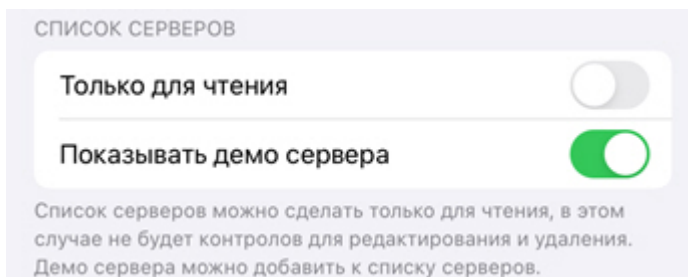 СПИСОК СЕРВЕРОВ
Только для чтения
Показывать демо сервера
Список серверов можно сделать только для чтения, в этом
случае не будет контролов для редактирования и удаления.
Демо сервера можно добавить к списку серверов.